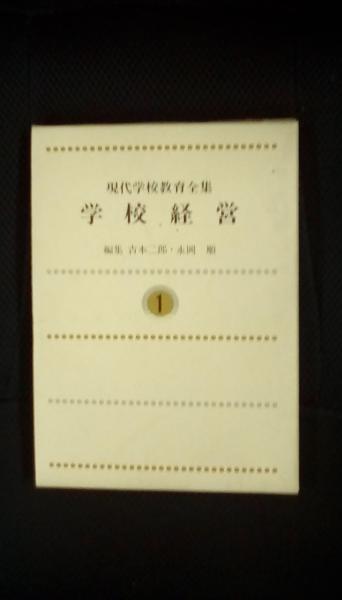 現代学校教育全集
学校経営
編集 吉本二郎・永岡 順
1